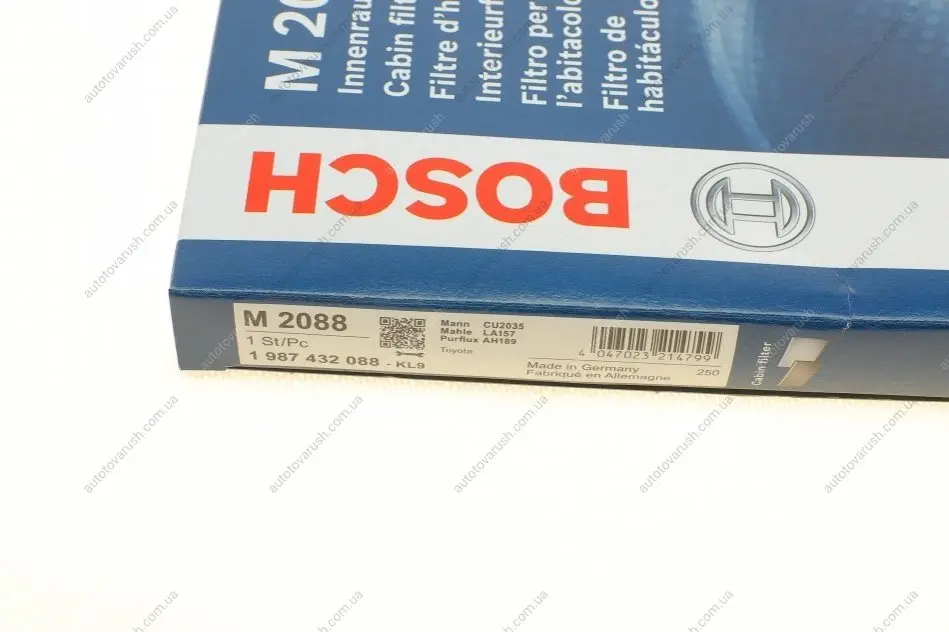 M 20
Innenrau
Cabin filt
Filtre d'h
Interieurf
Filtro per
l'abitacolo
Filtro de
habitáculo
BOSCH
M 2088
1 St/Pc
1 987 432 088 - KL9
Mann CU2035
Mahle LA157
Purflux AH189
Toyota
4 047023 214799
Made in Germany
Fabriqué en Allemagne
250
Cabin-filter
autotovarush.com.ua